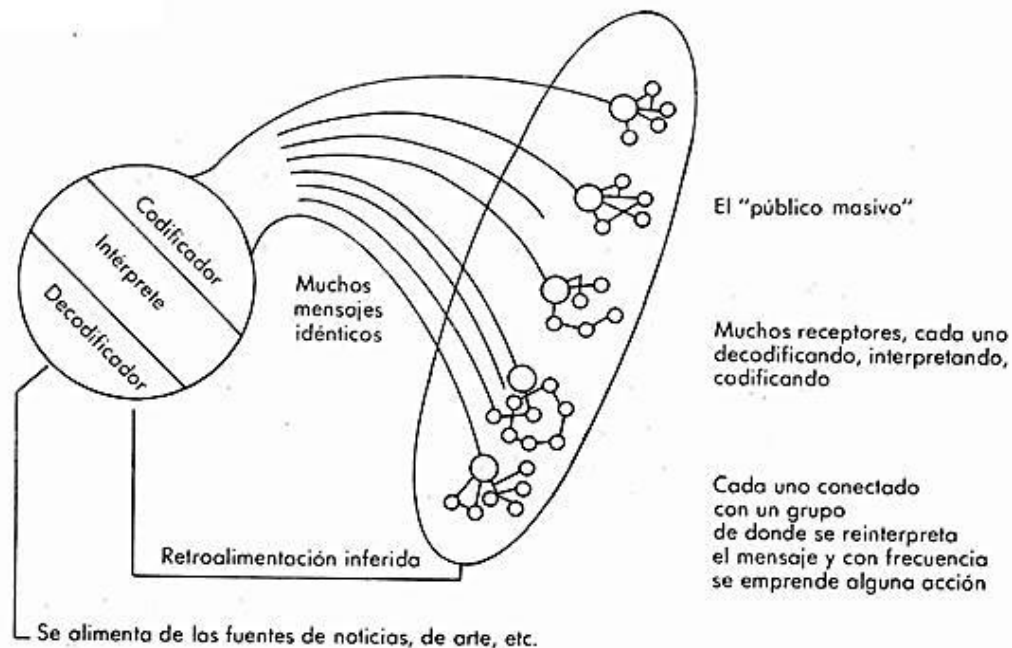 Codificador
Intérprete
Decodificador
Muchos
mensajes
idénticos
El "público masivo"
Muchos receptores, cada uno
decodificando, interpretando,
codificando
Cada uno conectado
con un grupo
de donde se reinterpreta
el mensaje y con frecuencia
se emprende alguna acción
Retroalimentación inferida
Se alimenta de las fuentes de noticias, de arte, etc.